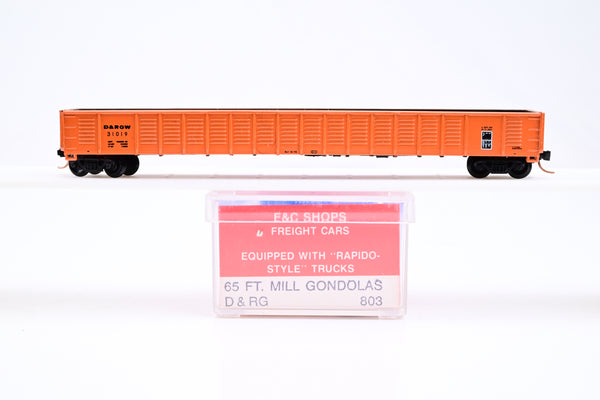 D&RGW
31019
E&C SHOPS
FREIGHT CARS
EQUIPPED WITH "RAPIDO-
STYLE" TRUCKS
65 FT. MILL GONDOLAS
D & RG 803